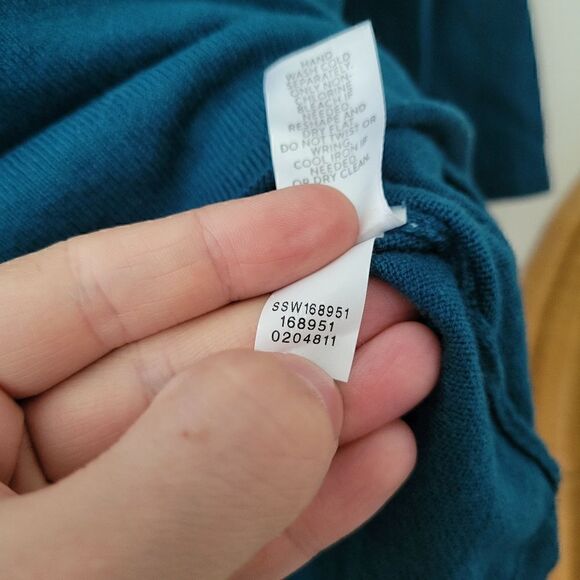 HAND
WASH COLD
SEPARATELY.
ONLY NON-
CHLORINE
BLEACH IF
NEEDED.
RESHAPE AND
DRY FLAT.
DO NOT TWIST OR
WRING.
COOL IRON IF
NEEDED
OR DRY CLEAN.
SSW168951
168951
0204811